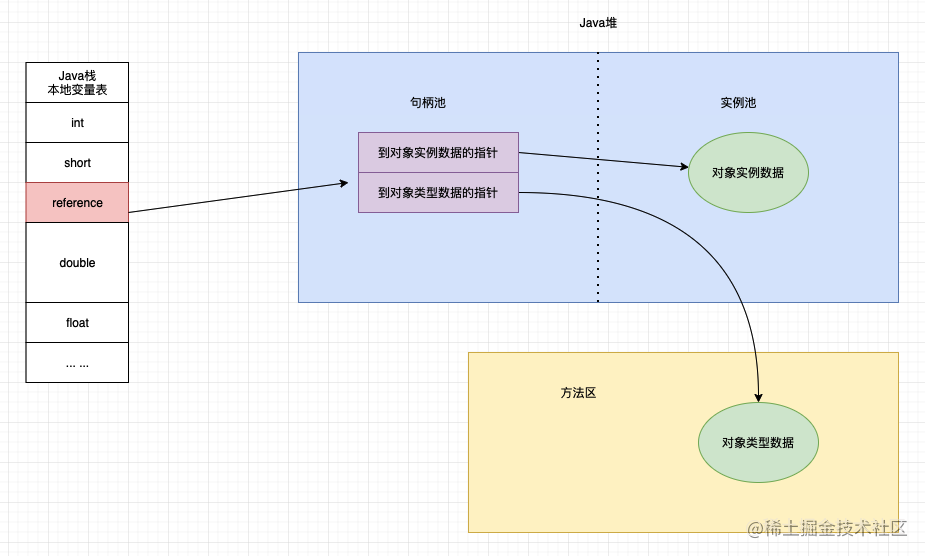 Java堆
Java栈
本地变量表
int
short
reference
double
float
... ...
句柄池
实例池
到对象实例数据的指针
到对象类型数据的指针
对象实例数据
方法区
对象类型数据
@稀土掘金技术社区